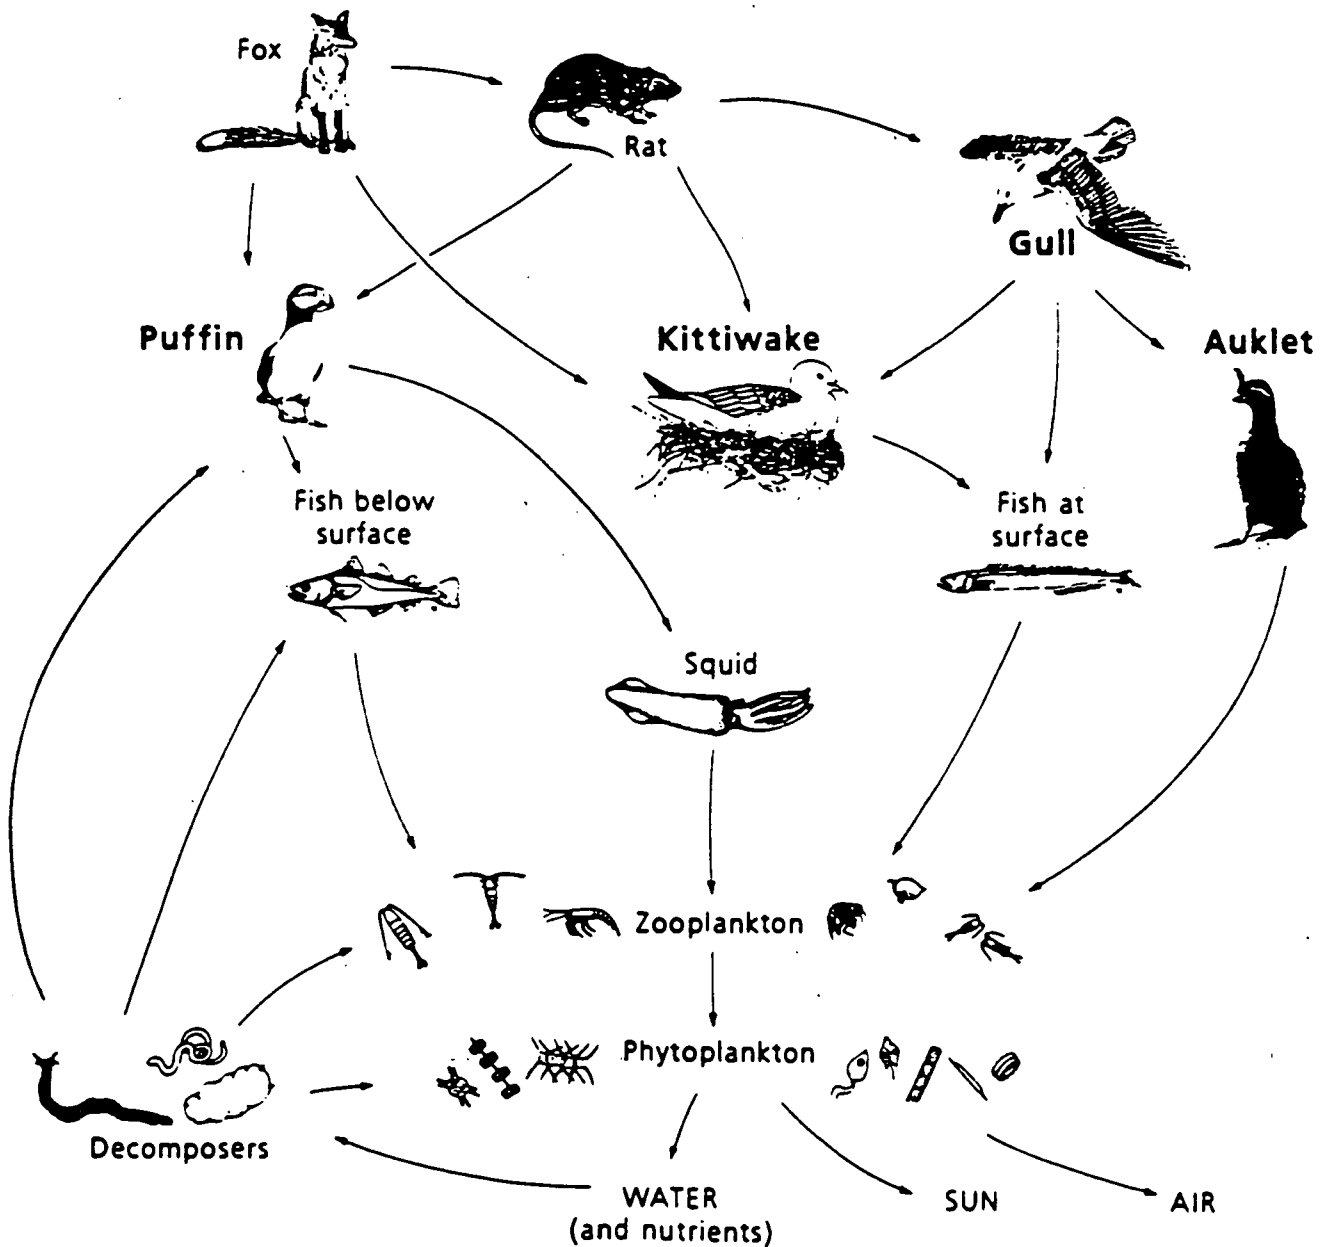 Fox
Rat
Gull
Puffin
Kittiwake
Auklet
Fish below
surface
Fish at
surface
Squid
Zooplankton
Phytoplankton
Decomposers
WATER
(and nutrients)
SUN
AIR